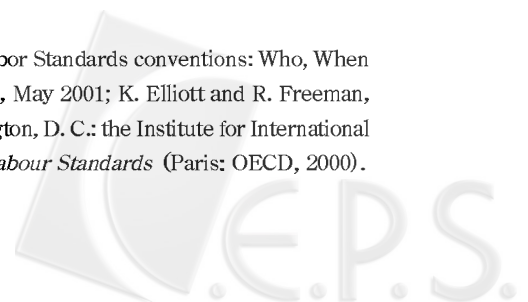 bor Standards conventions: Who, When
, May 2001; K. Elliott and R. Freeman,
gton, D. C.: the Institute for International
abour Standards (Paris: OECD, 2000).
C.E.P.S.